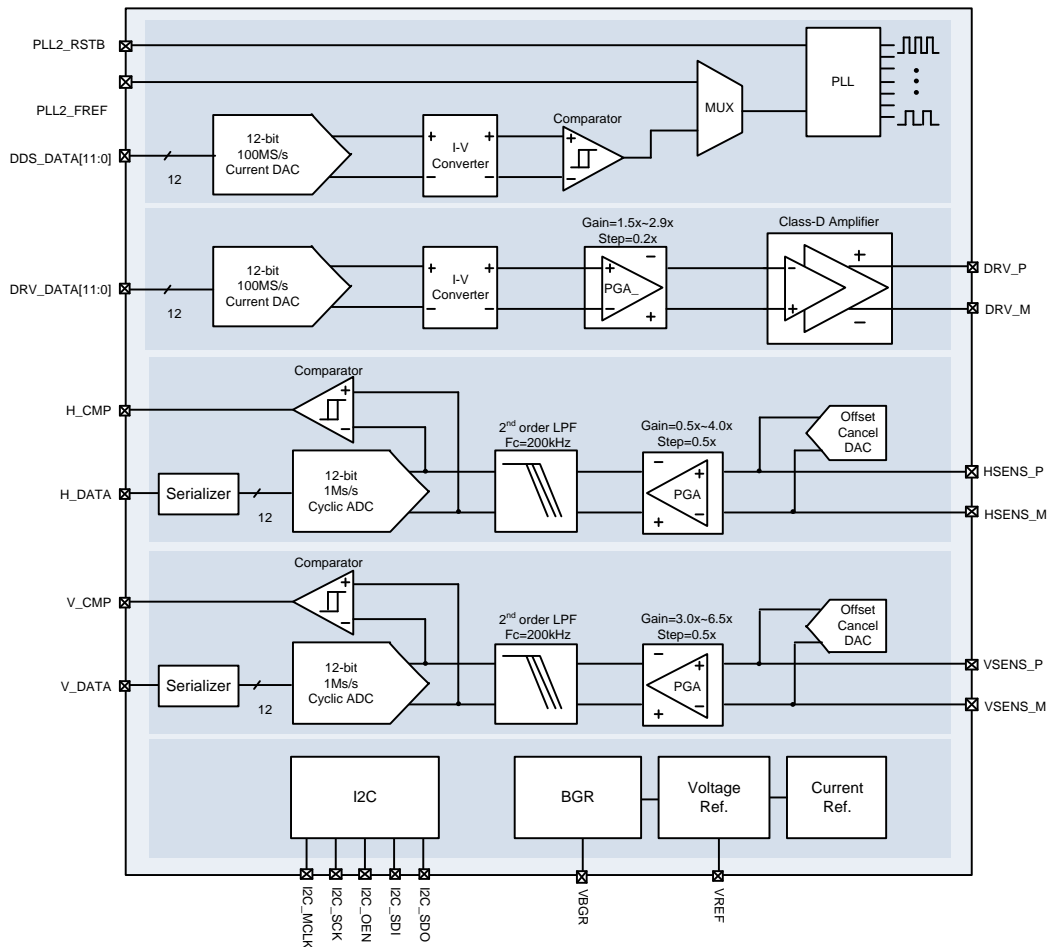 PLL2_RSTB
PLL2_FREF
DDS_DATA[11:0]
12
12-bit
100MS/s
Current DAC
+
−
I-V
Converter
+
−
Comparator
+
−
MUX
PLL
DRV_DATA[11:0]
12
12-bit
100MS/s
Current DAC
+
−
I-V
Converter
+
−
Gain=1.5x~2.9x
Step=0.2x
+
−
PGA_
−
+
Class-D Amplifier
−
+
+
−
DRV_P
DRV_M
H_CMP
Comparator
+
−
H_DATA
Serializer
12
12-bit
1Ms/s
Cyclic ADC
2nd order LPF
Fc=200kHz
Gain=0.5x~4.0x
Step=0.5x
−
+
PGA
+
−
Offset
Cancel
DAC
HSENS_P
HSENS_M
V_CMP
Comparator
+
−
V_DATA
Serializer
12
12-bit
1Ms/s
Cyclic ADC
2nd order LPF
Fc=200kHz
Gain=3.0x~6.5x
Step=0.5x
−
+
PGA
+
−
Offset
Cancel
DAC
VSENS_P
VSENS_M
I2C
BGR
Voltage
Ref.
Current
Ref.
I2C_MCLK
I2C_SCK
I2C_OEN
I2C_SDI
I2C_SDO
VBGR
VREF